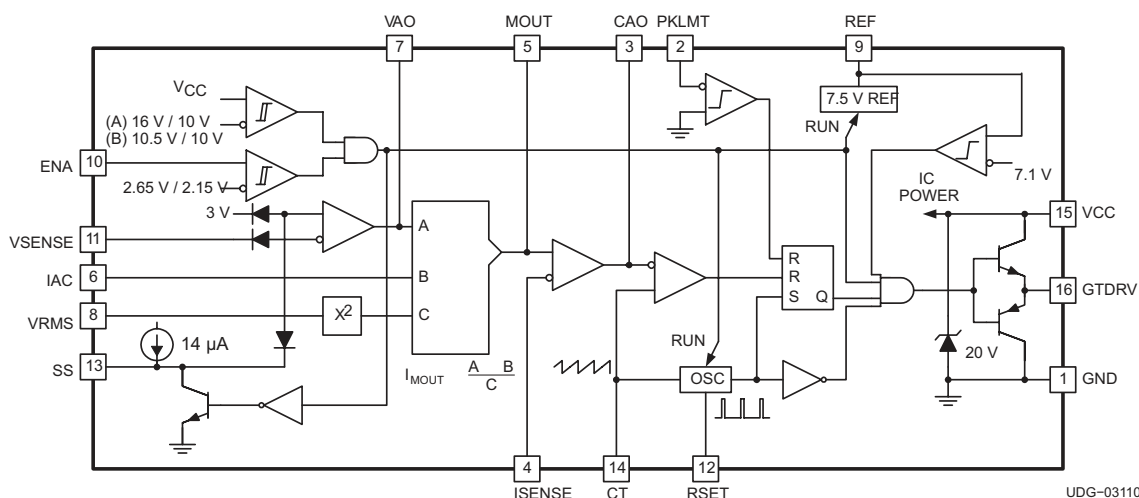 VAO
MOUT
CAO
PKLMT
REF
7
5
3
2
9
VCC
(A) 16 V / 10 V
(B) 10.5 V / 10 V
7.5 V REF
RUN
ENA
10
2.65 V / 2.15 V
7.1 V
IC
POWER
3 V
15
VCC
VSENSE
11
A
IAC
6
B
R
R
S
Q
16
GTDRV
VRMS
8
X2
C
SS
13
14 µA
RUN
20 V
IMOUT
A B
C
OSC
1
GND
4
14
12
ISENSE
CT
RSET
UDG–03110